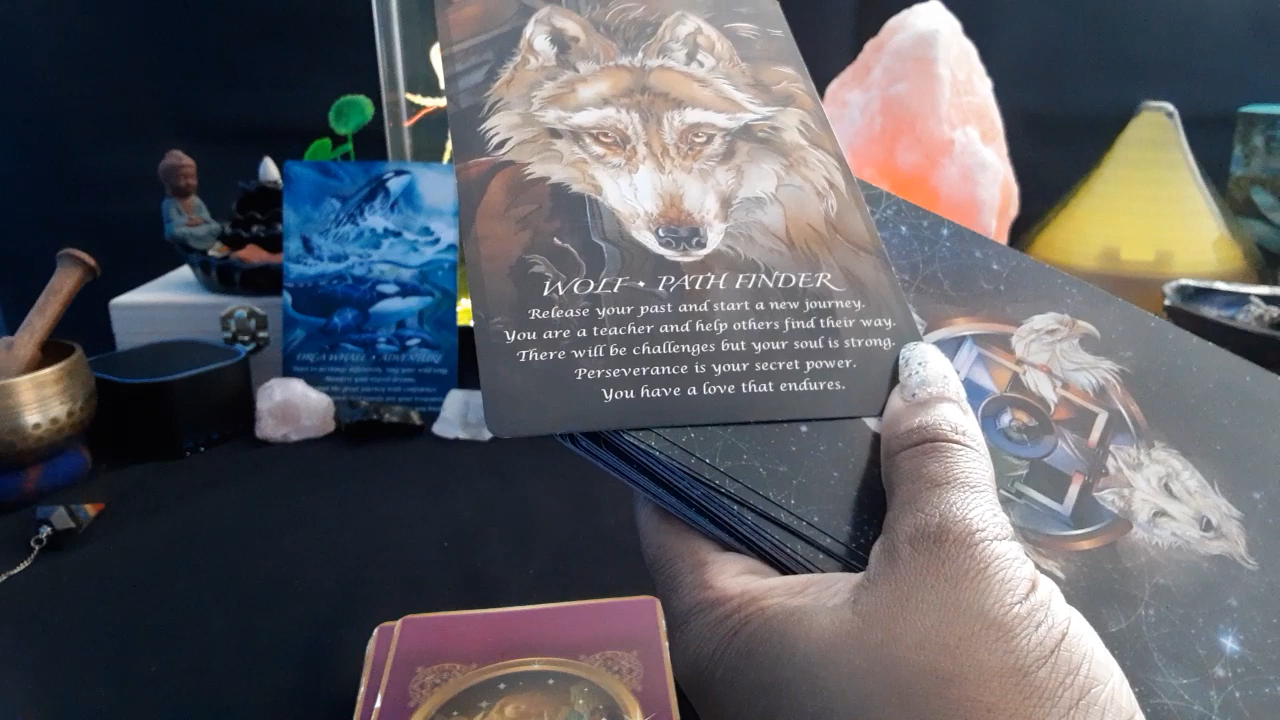 WOLF • PATH FINDER
Release your past and start a new journey.
You are a teacher and help others find their way.
There will be challenges but your soul is strong.
Perseverance is your secret power.
You have a love that endures.
ORCA WHALE • ADVENTURE